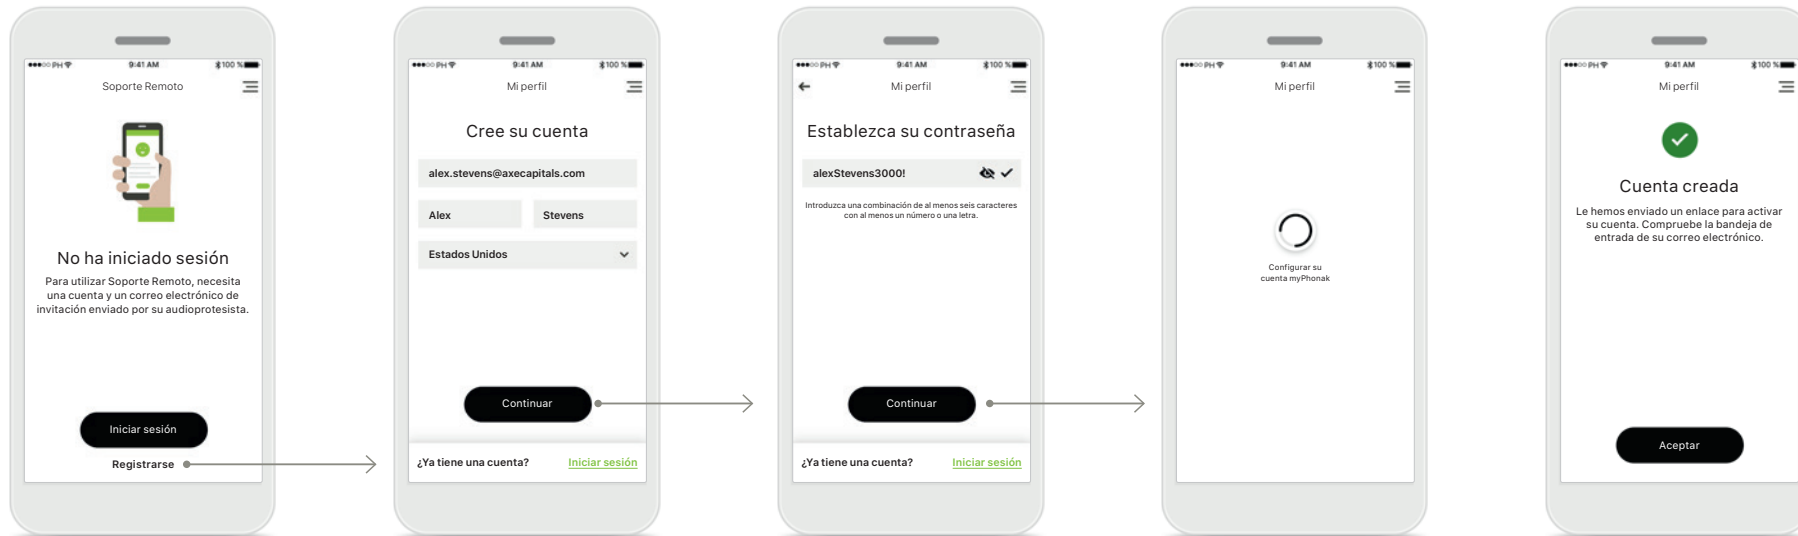 PH 9:41 AM 100 %
Soporte Remoto
No ha iniciado sesión
Para utilizar Soporte Remoto, necesita
una cuenta y un correo electrónico de
invitación enviado por su audioprotesista.
Iniciar sesión
Registrarse
PH 9:41 AM 100 %
Mi perfil
Cree su cuenta
alex.stevens@axecapitals.com
Alex Stevens
Estados Unidos
Continuar
¿Ya tiene una cuenta? Iniciar sesión
PH 9:41 AM 100 %
Mi perfil
Establezca su contraseña
alexStevens3000!
Introduzca una combinación de al menos seis caracteres
con al menos un número o una letra.
Continuar
¿Ya tiene una cuenta? Iniciar sesión
PH 9:41 AM 100 %
Mi perfil
Configurar su
cuenta myPhonak
PH 9:41 AM 100 %
Mi perfil
Cuenta creada
Le hemos enviado un enlace para activar
su cuenta. Compruebe la bandeja de
entrada de su correo electrónico.
Aceptar